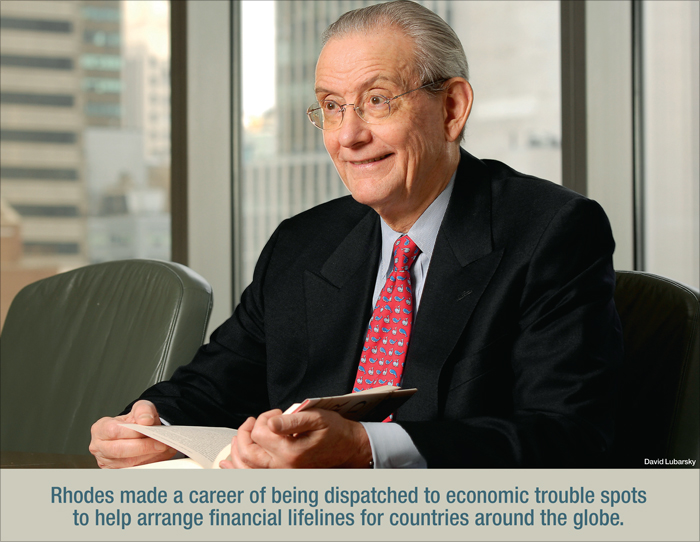 David Lubarsky
Rhodes made a career of being dispatched to economic trouble spots
to help arrange financial lifelines for countries around the globe.